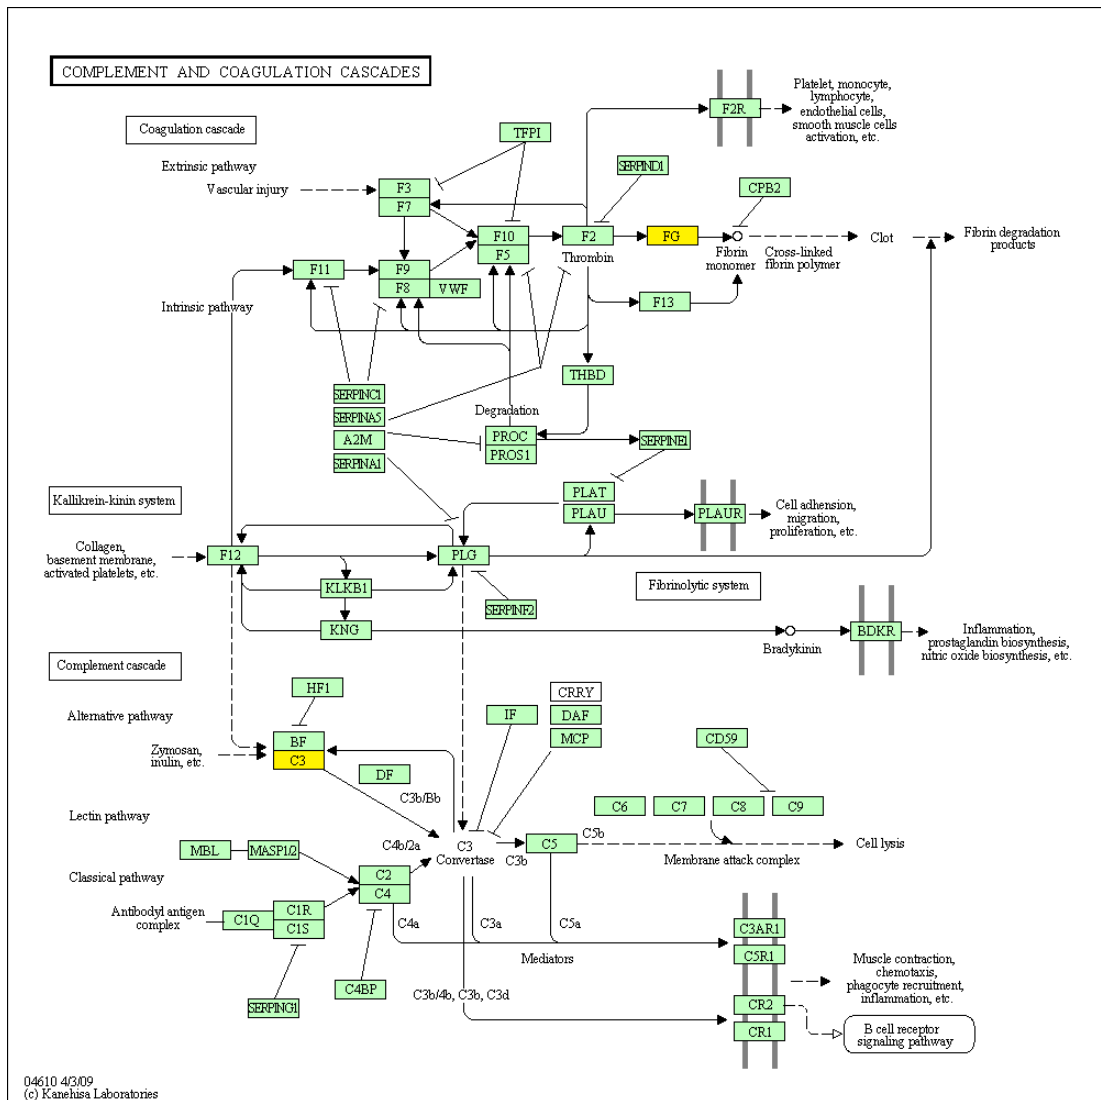 COMPLEMENT AND COAGULATION CASCADES
Platelet, monocyte,
lymphocyte,
endothelial cells,
smooth muscle cells
activation, etc.
F2R
Coagulation cascade
TFPI
Extrinsic pathway
SERPIND1
Vascular injury
F3
F7
CPB2
F10
F5
F2
Thrombin
FG
Fibrin
monomer
Cross-linked
fibrin polymer
Clot
Fibrin degradation
products
F11
F9
F8
VWF
F13
Intrinsic pathway
THBD
SERPINC1
SERPINA5
A2M
SERPINA1
Degradation
PROC
PROS1
SERPINE1
Kallikrein-kinin system
PLAT
PLAU
PLAUR
Cell adhension,
migration,
proliferation, etc.
Collagen,
basement membrane,
activated platelets, etc.
F12
PLG
KLKB1
Fibrinolytic system
SERPINF2
KNG
Bradykinin
BDKR
Inflammation,
prostaglandin biosynthesis,
nitric oxide biosynthesis, etc.
Complement cascade
HF1
CRRY
IF
DAF
MCP
Alternative pathway
CD59
Zymosan,
inulin, etc.
BF
C3
DF
C3b/Bb
C6
C7
C8
C9
Lectin pathway
C4b/2a
C3
Convertase
C3b
C5
C5b
Membrane attack complex
Cell lysis
MBL
MASP1/2
Classical pathway
C2
C4
Antibodyl antigen
complex
C1Q
C1R
C1S
C4a
C3a
C5a
Mediators
C3AR1
C5R1
Muscle contraction,
chemotaxis,
phagocyte recruitment,
inflammation, etc.
SERPING1
C4BP
C3b/4b, C3b, C3d
CR2
CR1
B cell receptor
signaling pathway
04610 4/3/09
(c) Kanehisa Laboratories